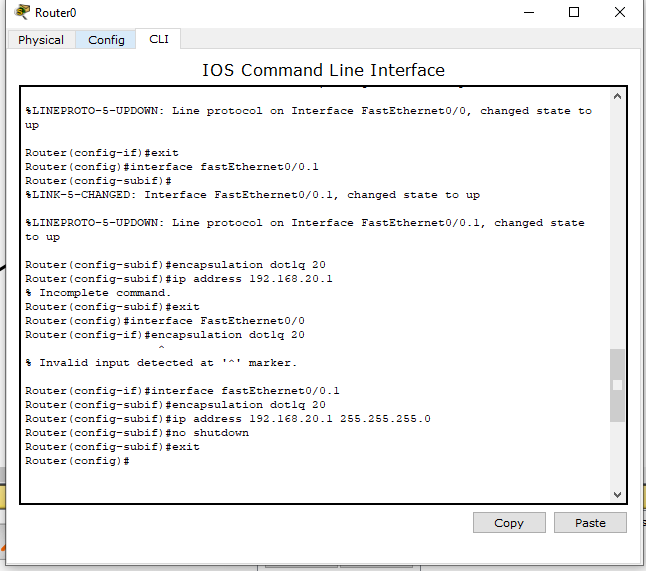 Router0
Physical Config CLI
IOS Command Line Interface
%LINEPROTO-5-UPDOWN: Line protocol on Interface FastEthernet0/0, changed state to
up
Router(config-if)#exit
Router(config)#interface fastEthernet0/0.1
Router(config-subif)#
%LINK-5-CHANGED: Interface FastEthernet0/0.1, changed state to up
%LINEPROTO-5-UPDOWN: Line protocol on Interface FastEthernet0/0.1, changed state
to up
Router(config-subif)#encapsulation dot1q 20
Router(config-subif)#ip address 192.168.20.1
% Incomplete command.
Router(config-subif)#exit
Router(config)#interface FastEthernet0/0
Router(config-if)#encapsulation dot1q 20
^
% Invalid input detected at '^' marker.
Router(config-if)#interface fastEthernet0/0.1
Router(config-subif)#encapsulation dot1q 20
Router(config-subif)#ip address 192.168.20.1 255.255.255.0
Router(config-subif)#no shutdown
Router(config-subif)#exit
Router(config)#
Copy Paste